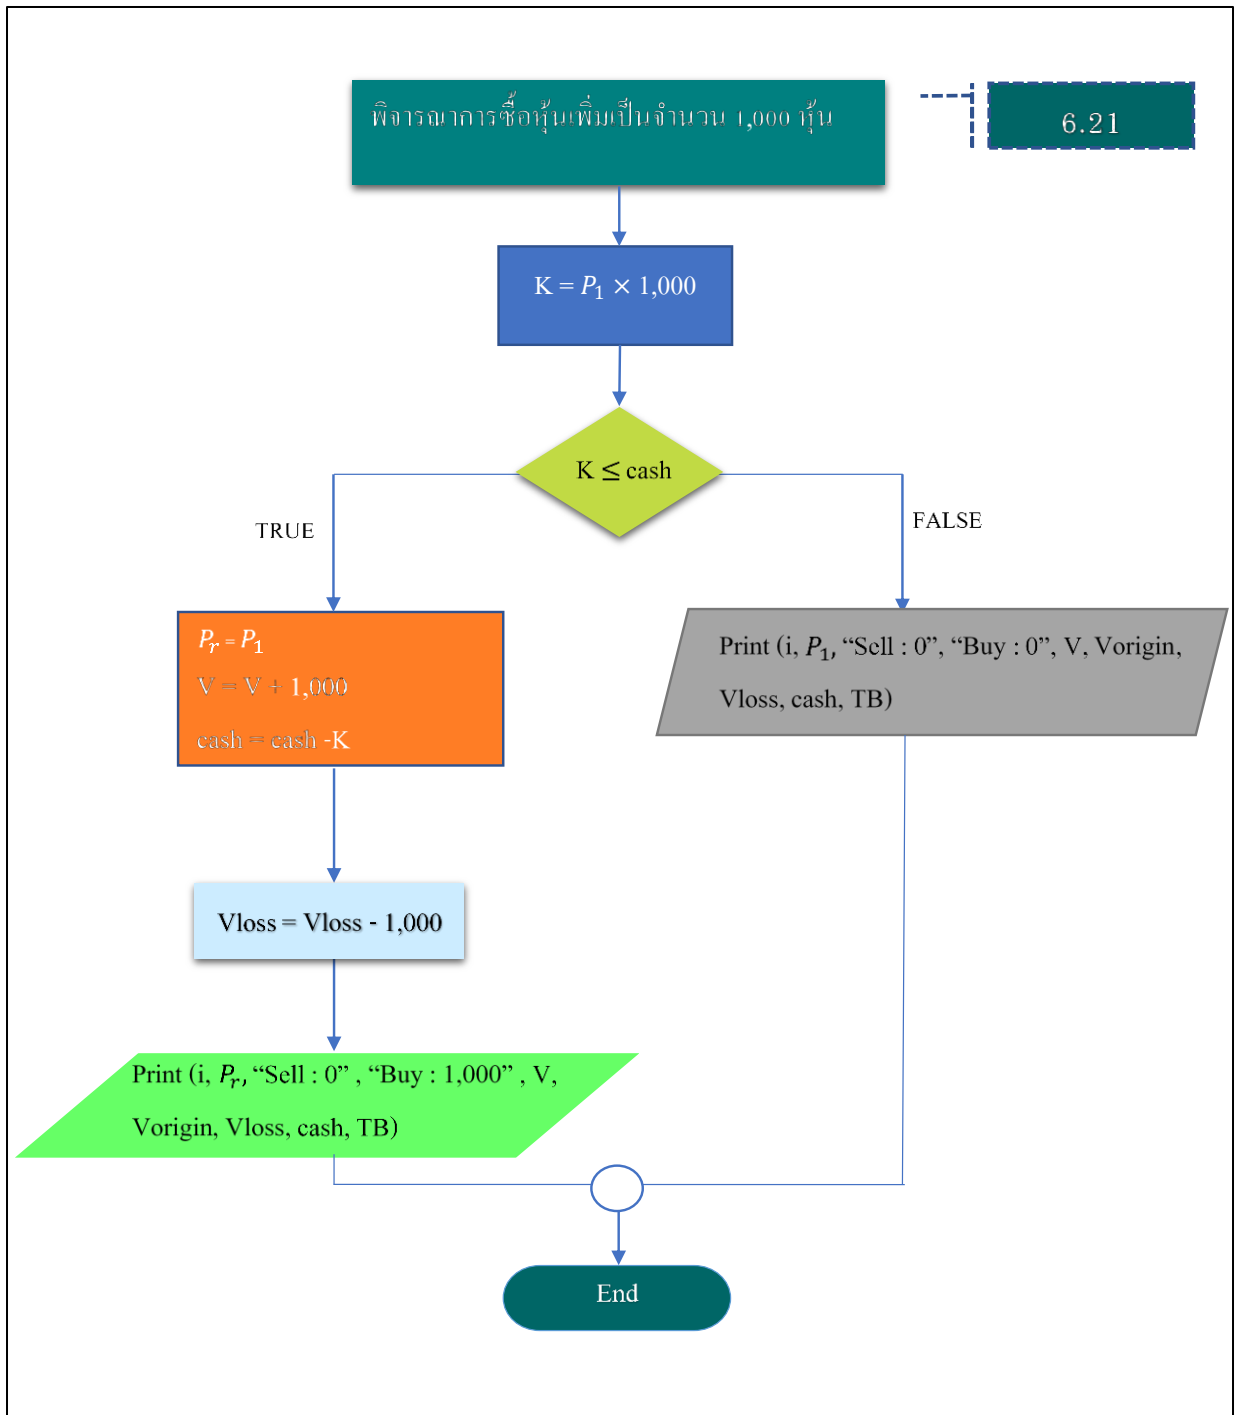 พิจารณาการซื้อหุ้นเพิ่มเป็นจำนวน 1,000 หุ้น
6.21
K = P₁ × 1,000
K ≤ cash
TRUE
FALSE
Pᵣ = P₁
V = V + 1,000
cash = cash -K
Print (i, P₁, “Sell : 0”, “Buy : 0”, V, Vorigin,
Vloss, cash, TB)
Vloss = Vloss - 1,000
Print (i, Pᵣ, “Sell : 0” , “Buy : 1,000” , V,
Vorigin, Vloss, cash, TB)
End